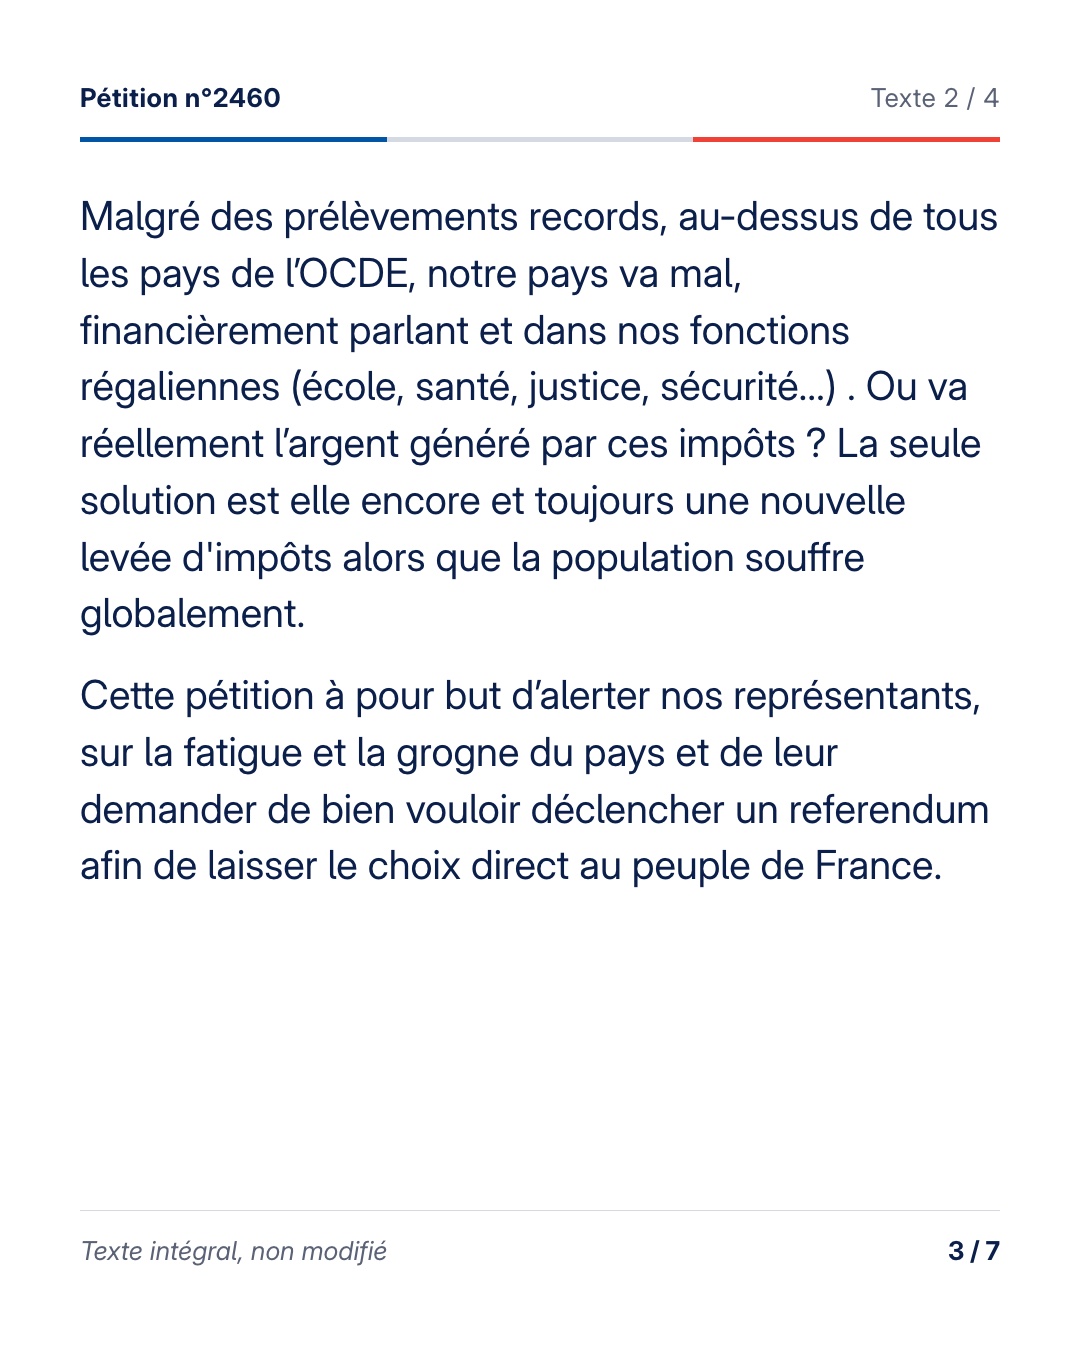 Pétition n°2460
Texte 2 / 4
Malgré des prélèvements records, au-dessus de tous
les pays de l’OCDE, notre pays va mal,
financièrement parlant et dans nos fonctions
régaliennes (école, santé, justice, sécurité...) . Ou va
réellement l’argent généré par ces impôts ? La seule
solution est elle encore et toujours une nouvelle
levée d'impôts alors que la population souffre
globalement.
Cette pétition à pour but d’alerter nos représentants,
sur la fatigue et la grogne du pays et de leur
demander de bien vouloir déclencher un referendum
afin de laisser le choix direct au peuple de France.
Texte intégral, non modifié
3 / 7